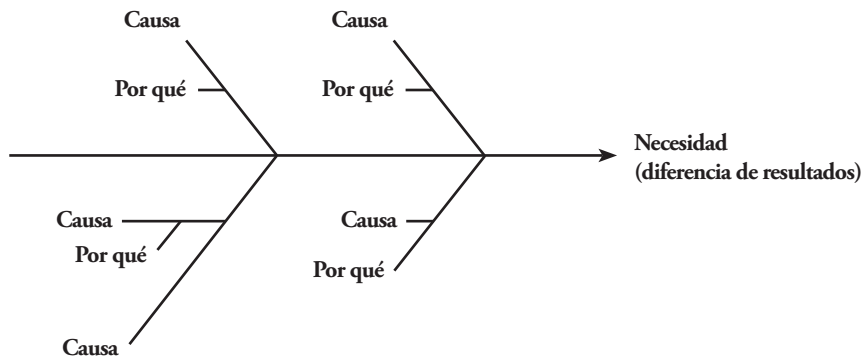 Causa
Causa
Por qué
Por qué
Necesidad
(diferencia de resultados)
Causa
Causa
Por qué
Por qué
Causa